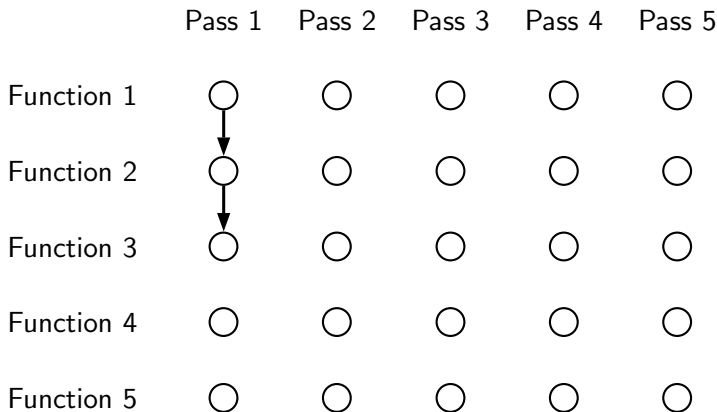 Pass 1 Pass 2 Pass 3 Pass 4 Pass 5
Function 1
Function 2
Function 3
Function 4
Function 5